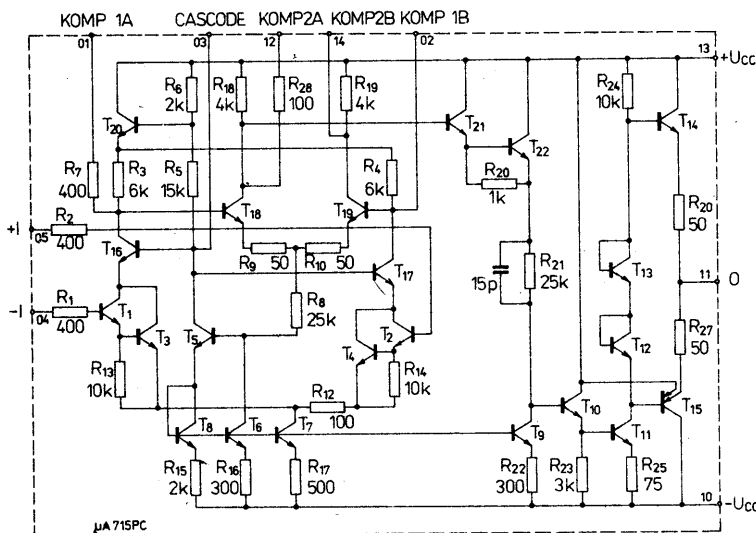 KOMP 1A CASCODE KOMP2A KOMP2B KOMP 1B
01 03 12 14 02
13 +UCC
R6 2k
R18 4k
R28 100
R19 4k
R24 10k
T20
T21
T14
T22
R7 400
R3 6k
R5 15k
R4 6k
R20 1k
R20 50
+I 05
R2 400
T18
T19
T16
R9 50
R10 50
T17
15p
R21 25k
T13
11 O
-I 04
R1 400
T1
T3
T5
R8 25k
T4
T2
T12
R27 50
R13 10k
R12 100
R14 10k
T8
T6
T7
T9
T10
T11
T15
R15 2k
R16 300
R17 500
R22 300
R23 3k
R25 75
10 -UCC
µA 715PC